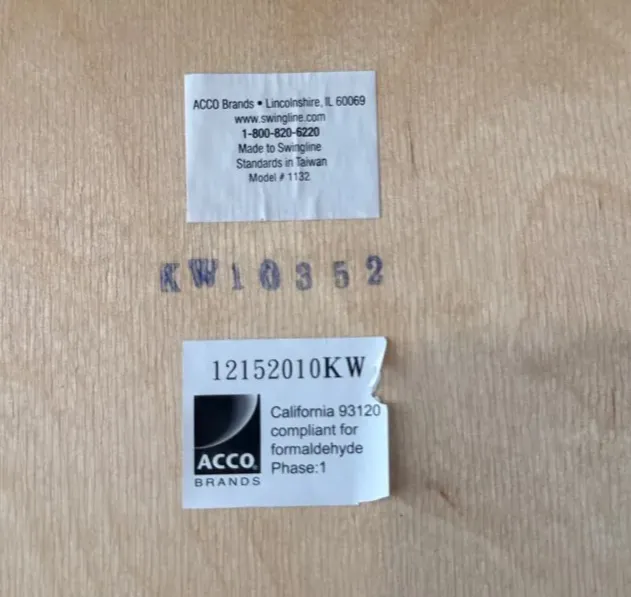 ACCO Brands • Lincolnshire, IL 60069
www.swingline.com
1-800-820-6220
Made to Swingline
Standards in Taiwan
Model # 1132
KW10352
12152010KW
California 93120
compliant for
formaldehyde
Phase:1
ACCO®
BRANDS